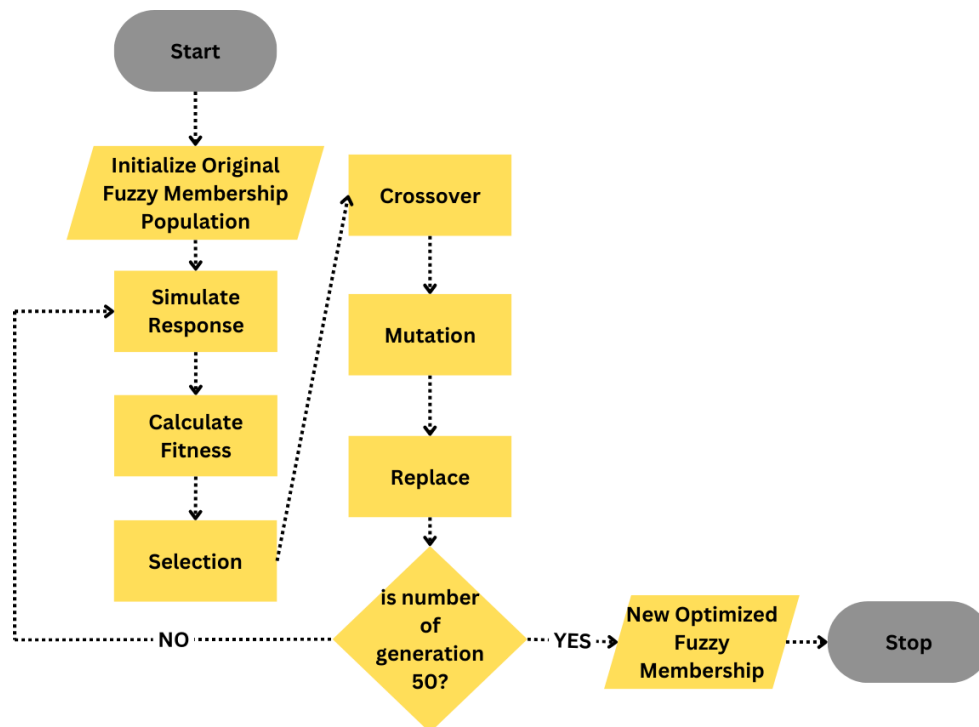 Start
Initialize Original
Fuzzy Membership
Population
Simulate
Response
Calculate
Fitness
Selection
Crossover
Mutation
Replace
is number
of
generation
50?
NO
YES
New Optimized
Fuzzy
Membership
Stop